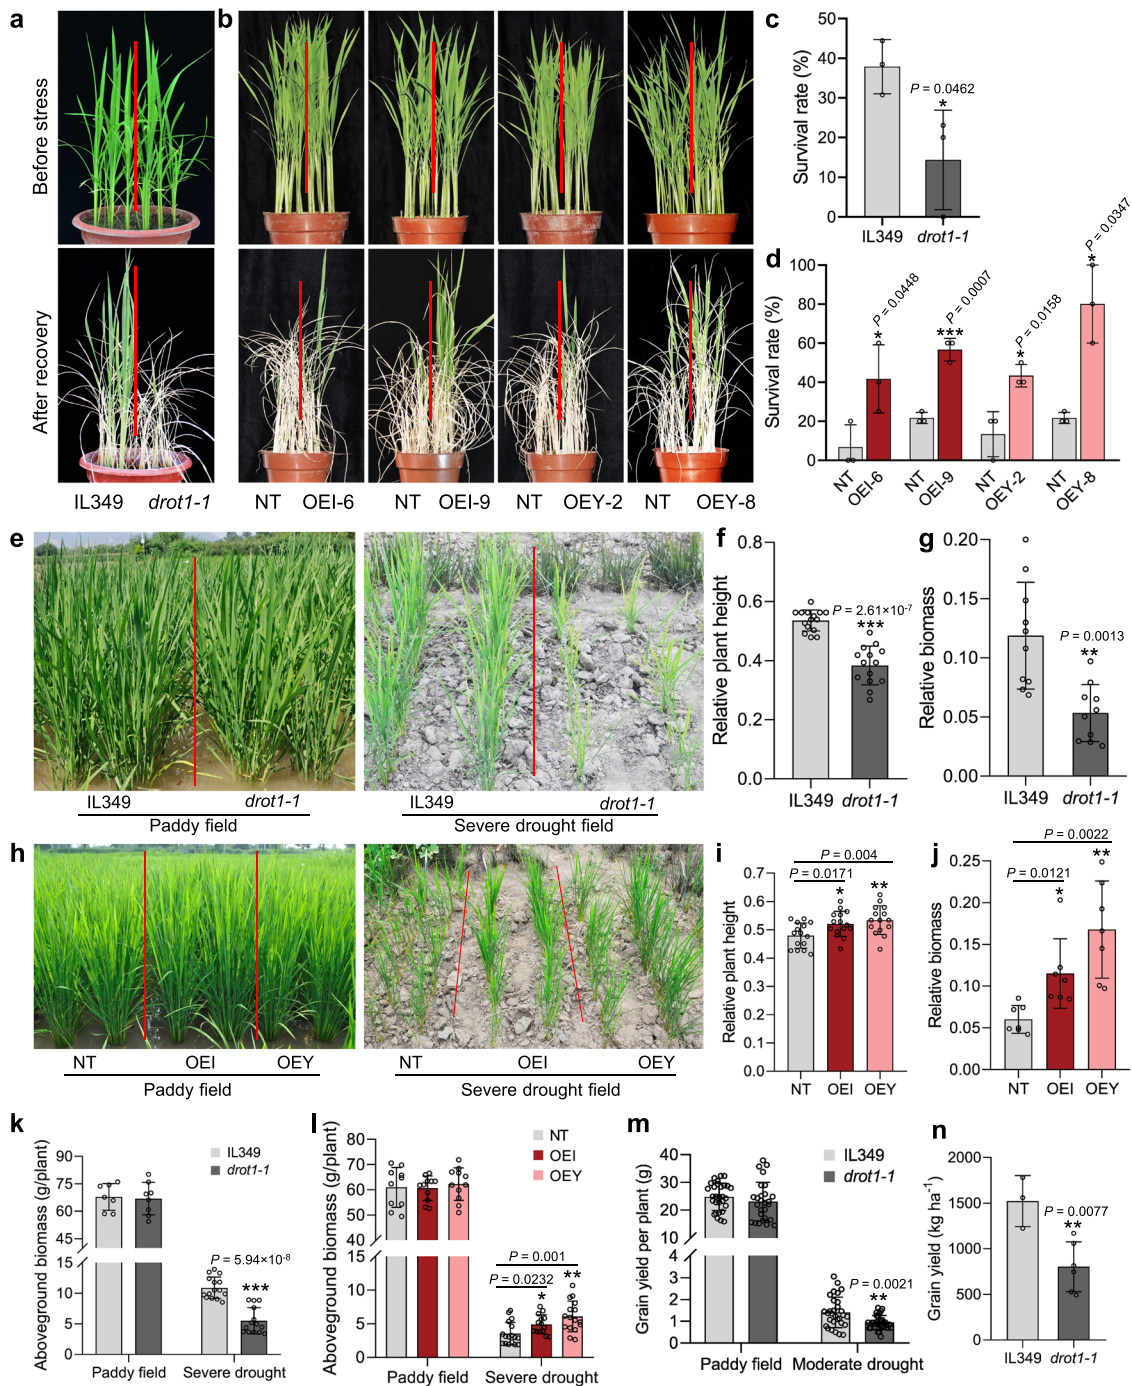 a
b
c
Before stress
After recovery
IL349 drot1-1
NT OEI-6
NT OEI-9
NT OEY-2
NT OEY-8
Survival rate (%)
50
40
30
20
10
0
P = 0.0462
*
IL349 drot1-1
d
Survival rate (%)
100
80
60
40
20
0
P = 0.0448
*
P = 0.0007
***
P = 0.0158
*
P = 0.0347
*
NT
OEI-6
NT
OEI-9
NT
OEY-2
NT
OEY-8
e
IL349 drot1-1
Paddy field
IL349 drot1-1
Severe drought field
f
Relative plant height
0.8
0.6
0.4
0.2
0.0
P = 2.61×10-7
***
IL349 drot1-1
g
Relative biomass
0.20
0.15
0.10
0.05
0.00
P = 0.0013
**
IL349 drot1-1
h
NT OEI OEY
Paddy field
NT OEI OEY
Severe drought field
i
Relative plant height
0.7
0.6
0.5
0.4
0.3
0.2
0.1
0.0
P = 0.004
P = 0.0171
*
**
NT OEI OEY
j
Relative biomass
0.25
0.20
0.15
0.10
0.05
0.00
P = 0.0022
**
P = 0.0121
*
NT OEI OEY
k
Aboveground biomass (g/plant)
IL349
drot1-1
90
75
60
45
15
10
5
0
P = 5.94×10-8
***
Paddy field Severe drought
l
Aboveground biomass (g/plant)
NT
OEI
OEY
80
70
60
50
40
15
10
5
0
P = 0.001
P = 0.0232
**
*
Paddy field Severe drought
m
Grain yield per plant (g)
IL349
drot1-1
40
30
20
10
4
3
2
1
0
P = 0.0021
**
Paddy field Moderate drought
n
Grain yield (kg ha-1)
2000
1500
1000
500
0
P = 0.0077
**
IL349 drot1-1